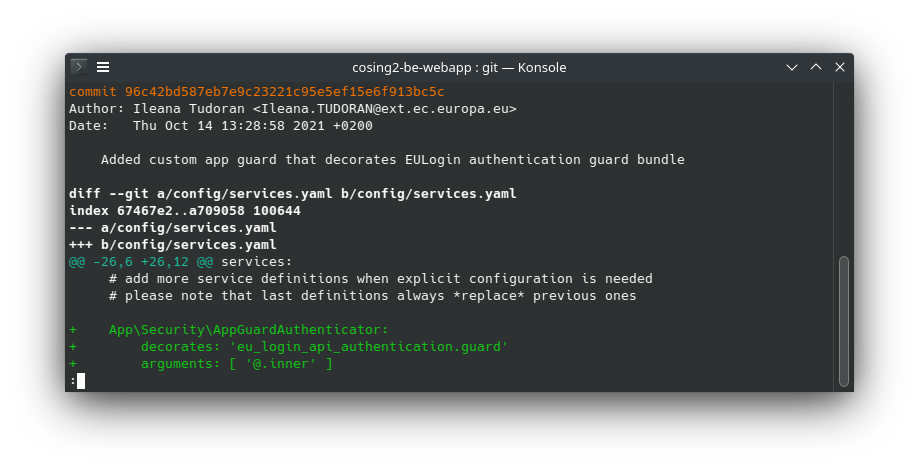 cosing2-be-webapp : git — Konsole
commit 96c42bd587eb7e9c23221c95e5ef15e6f913bc5c
Author: Ileana Tudoran <Ileana.TUDORAN@ext.ec.europa.eu>
Date:   Thu Oct 14 13:28:58 2021 +0200
    Added custom app guard that decorates EULogin authentication guard bundle
diff --git a/config/services.yaml b/config/services.yaml
index 67467e2..a709058 100644
--- a/config/services.yaml
+++ b/config/services.yaml
@@ -26,6 +26,12 @@ services:
     # add more service definitions when explicit configuration is needed
     # please note that last definitions always *replace* previous ones
+    App\Security\AppGuardAuthenticator:
+        decorates: 'eu_login_api_authentication.guard'
+        arguments: [ '@.inner' ]
: